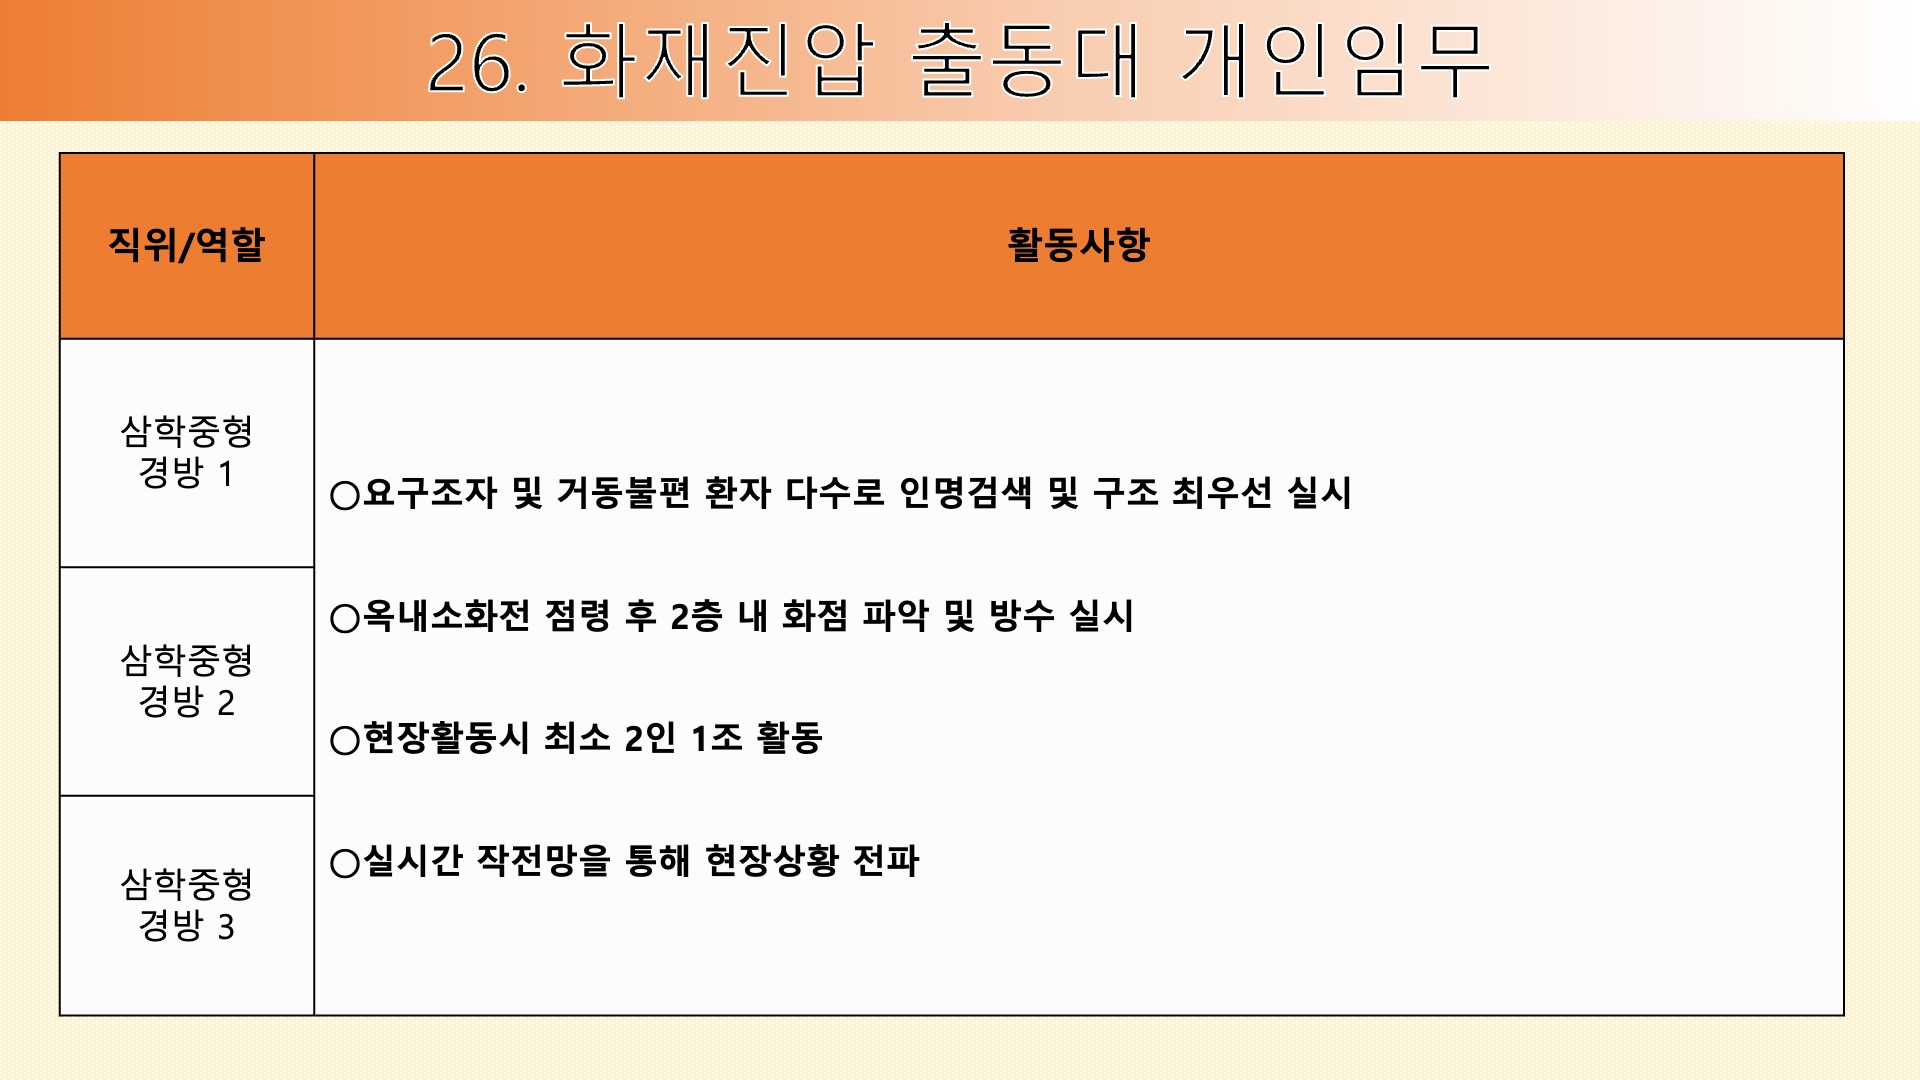 26. 화재진압 출동대 개인임무
직위/역할
활동사항
삼학중형
경방 1
○요구조자 및 거동불편 환자 다수로 인명검색 및 구조 최우선 실시
○옥내소화전 점령 후 2층 내 화점 파악 및 방수 실시
삼학중형
경방 2
○현장활동시 최소 2인 1조 활동
○실시간 작전망을 통해 현장상황 전파
삼학중형
경방 3